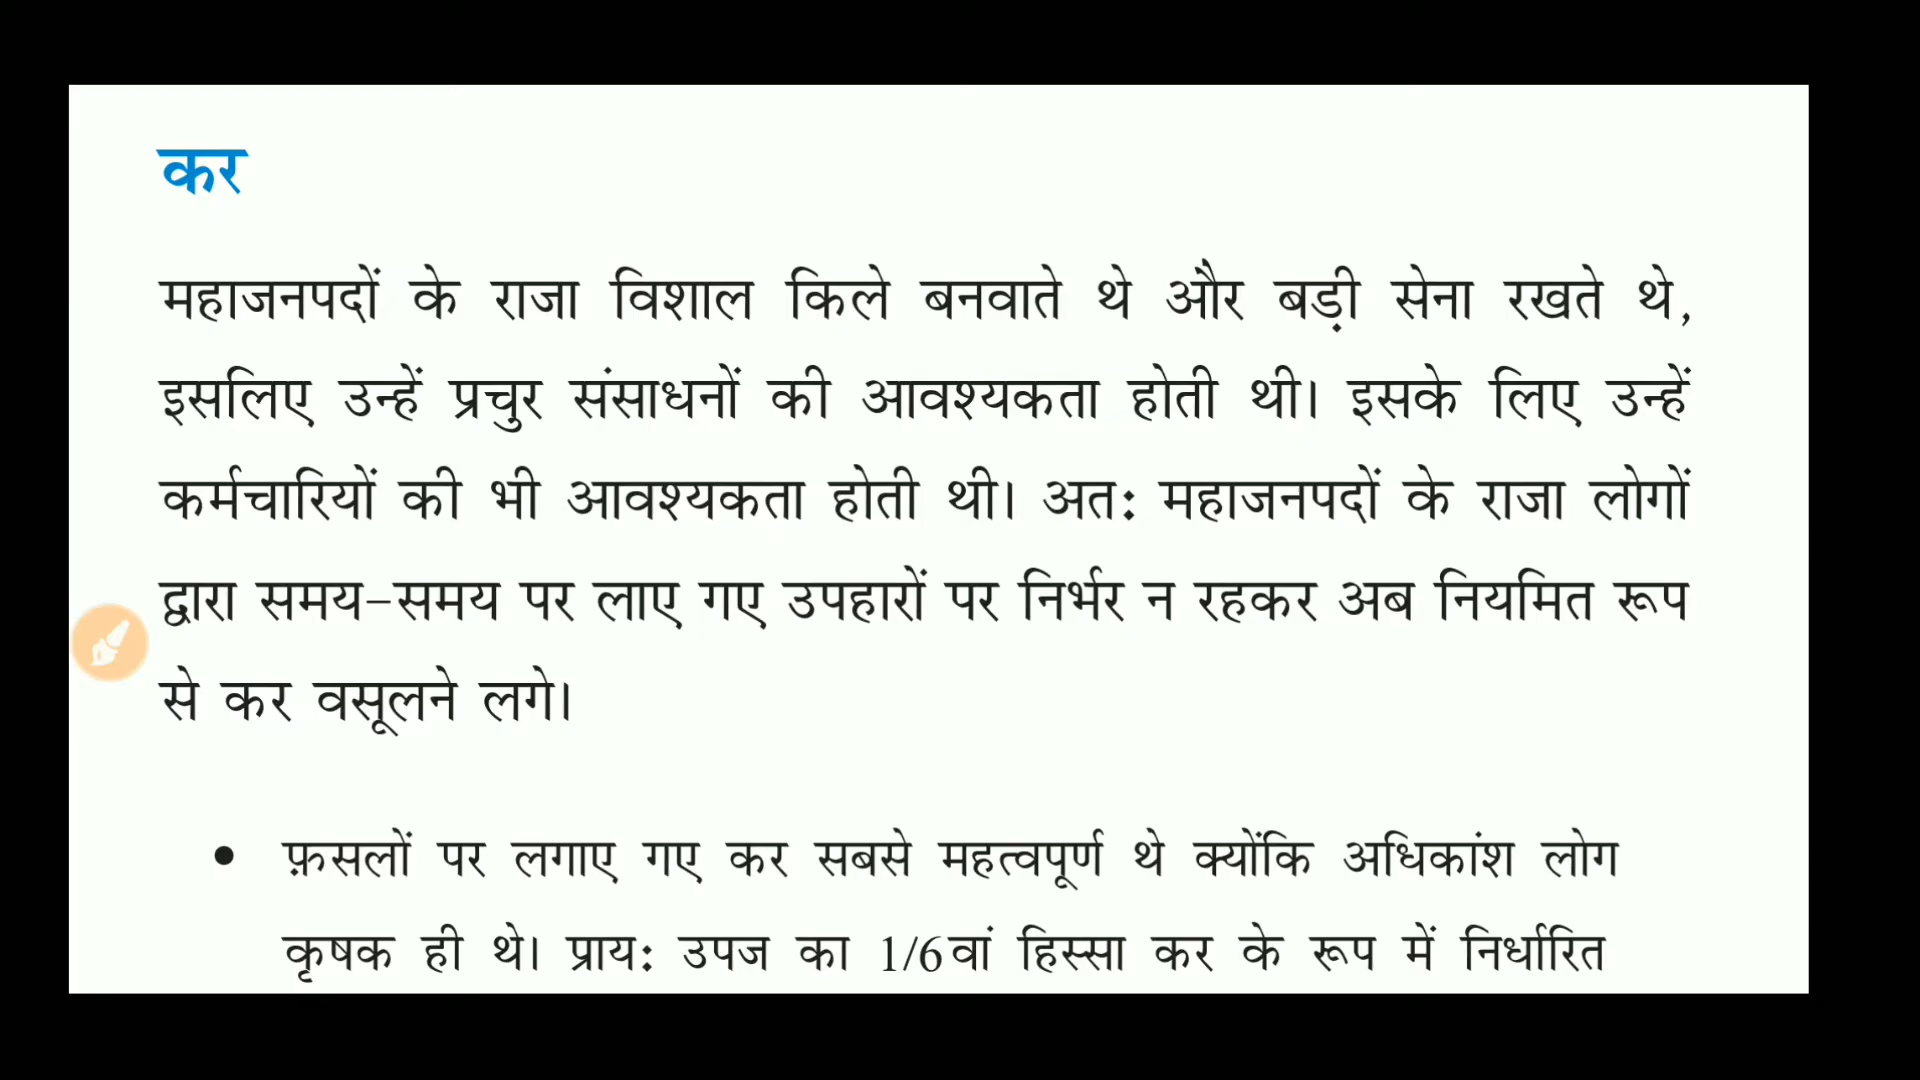 कर
महाजनपदों के राजा विशाल किले बनवाते थे और बड़ी सेना रखते थे,
इसलिए उन्हें प्रचुर संसाधनों की आवश्यकता होती थी। इसके लिए उन्हें
कर्मचारियों की भी आवश्यकता होती थी। अतः महाजनपदों के राजा लोगों
द्वारा समय-समय पर लाए गए उपहारों पर निर्भर न रहकर अब नियमित रूप
से कर वसूलने लगे।
• फ़सलों पर लगाए गए कर सबसे महत्वपूर्ण थे क्योंकि अधिकांश लोग
कृषक ही थे। प्रायः उपज का 1/6वां हिस्सा कर के रूप में निर्धारित